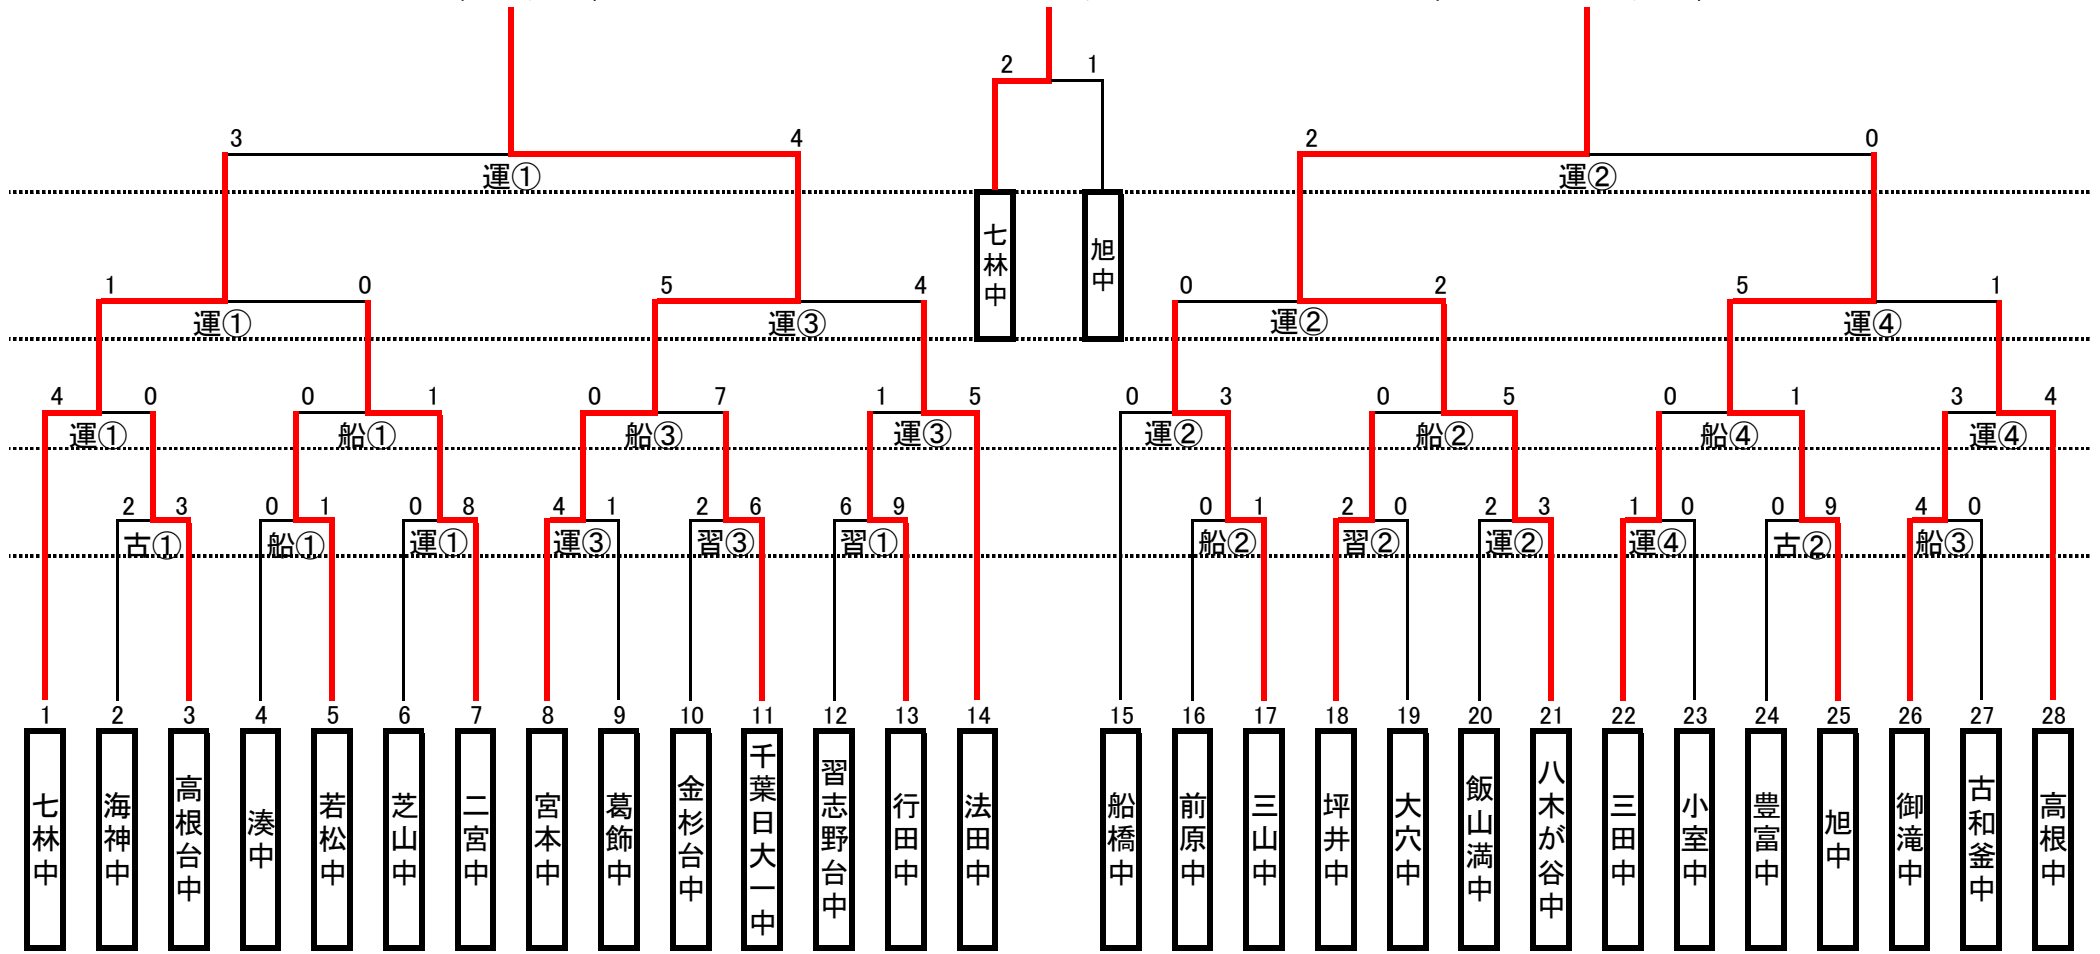 2 1
3 4 2 0
運① 運②
七林中 旭中
1 0 5 4 0 2 5 1
運① 運③ 運② 運④
4 0 0 1 0 7 1 5 0 3 0 5 0 1 3 4
運① 船① 船③ 運③ 運② 船② 船④ 運④
2 3 0 1 0 8 4 1 2 6 6 9 0 1 2 0 2 3 1 0 0 9 4 0
古① 船① 運① 運③ 習③ 習① 船② 習② 運② 運④ 古② 船③
1 2 3 4 5 6 7 8 9 10 11 12 13 14 15 16 17 18 19 20 21 22 23 24 25 26 27 28
七林中
海神中
高根台中
湊中
若松中
芝山中
二宮中
宮本中
葛飾中
金杉台中
千葉日大一中
習志野台中
行田中
法田中
船橋中
前原中
三山中
坪井中
大穴中
飯山満中
八木が谷中
三田中
小室中
豊富中
旭中
御滝中
古和釜中
高根中